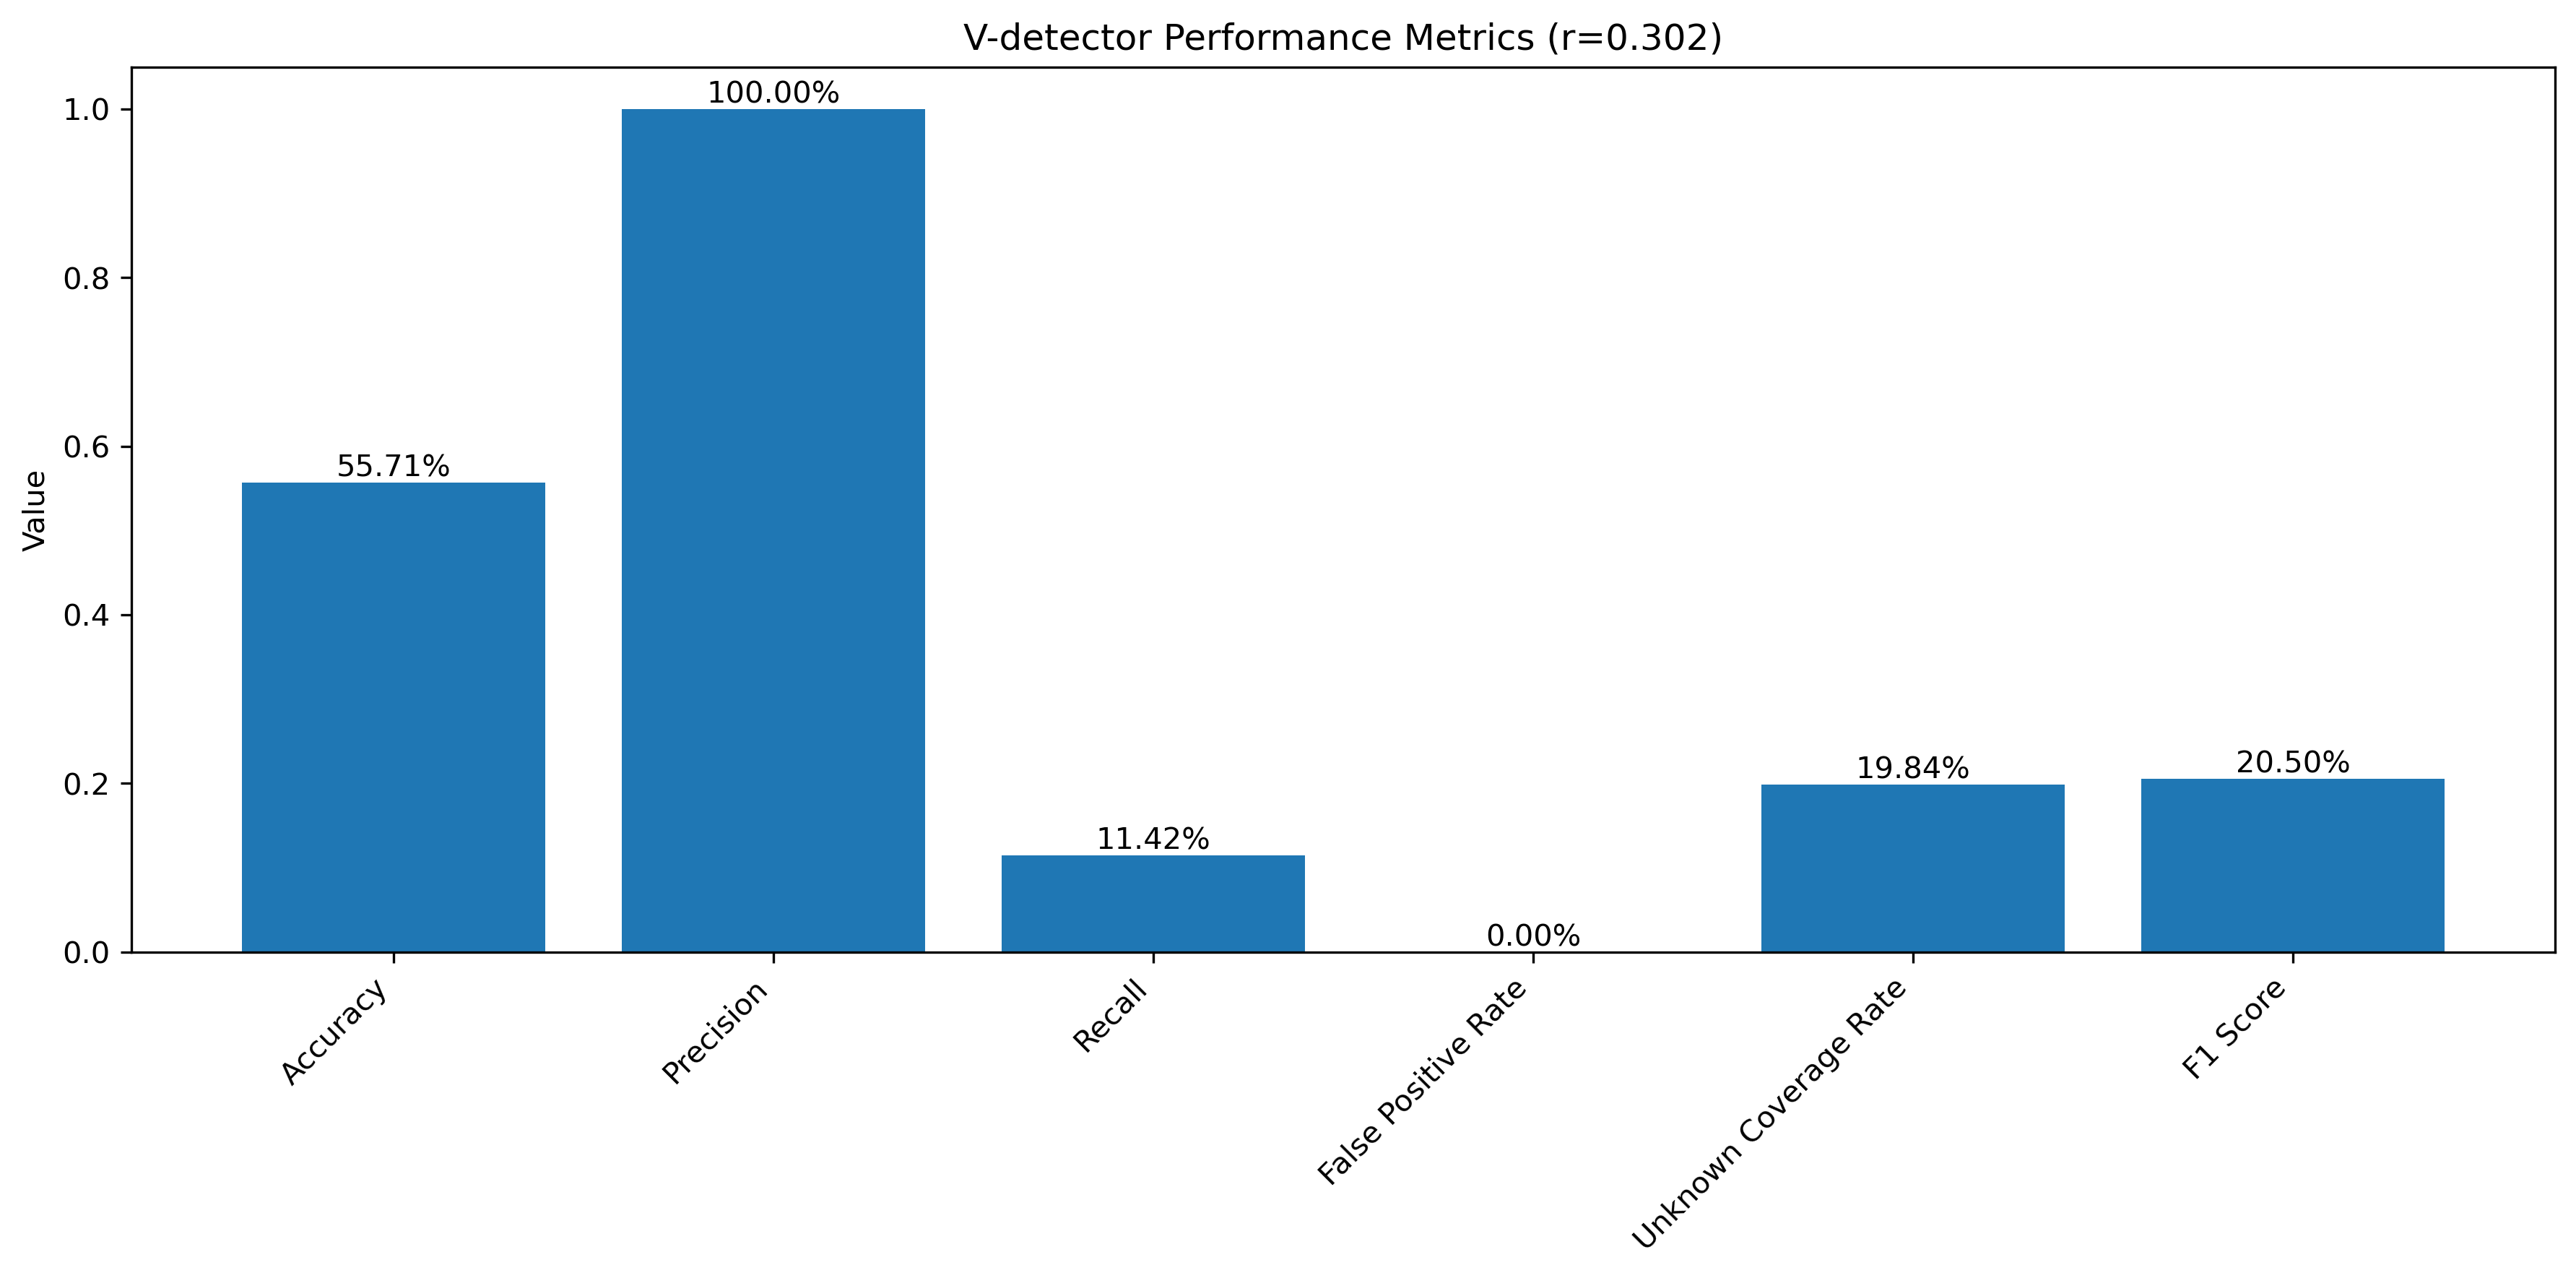 V-detector Performance Metrics (r=0.302)
Value
1.0
0.8
0.6
0.4
0.2
0.0
55.71%
100.00%
11.42%
0.00%
19.84%
20.50%
Accuracy
Precision
Recall
False Positive Rate
Unknown Coverage Rate
F1 Score